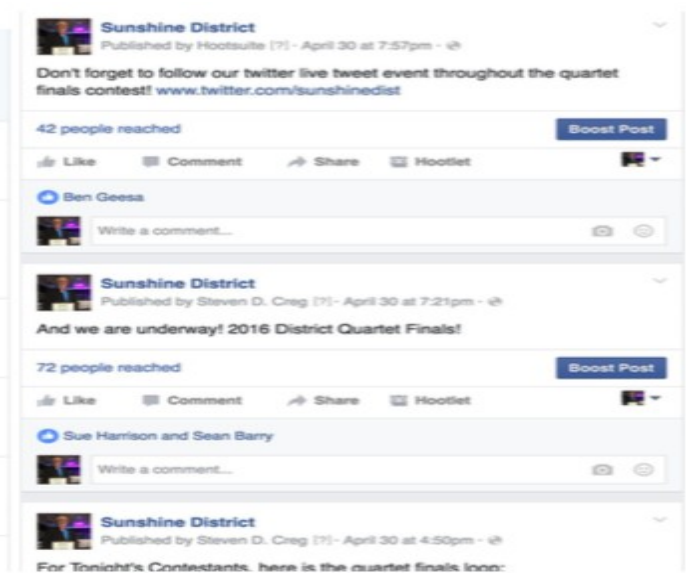 Sunshine District
Published by Hootsuite [?] · April 30 at 7:57pm ·
Don't forget to follow our twitter live tweet event throughout the quartet
finals contest! www.twitter.com/sunshinedist
42 people reached
Boost Post
Like Comment Share Hootlet
Ben Geesa
Write a comment...
Sunshine District
Published by Steven D. Creg [?] · April 30 at 7:21pm ·
And we are underway! 2016 District Quartet Finals!
72 people reached
Boost Post
Like Comment Share Hootlet
Sue Harrison and Sean Barry
Write a comment...
Sunshine District
Published by Steven D. Creg [?] · April 30 at 4:50pm ·
For Tonight's Contestants, here is the quartet finals loop: